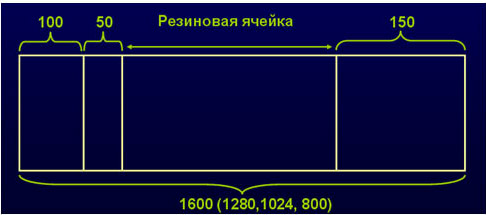 100 50 Резиновая ячейка 150
1600 (1280,1024, 800)